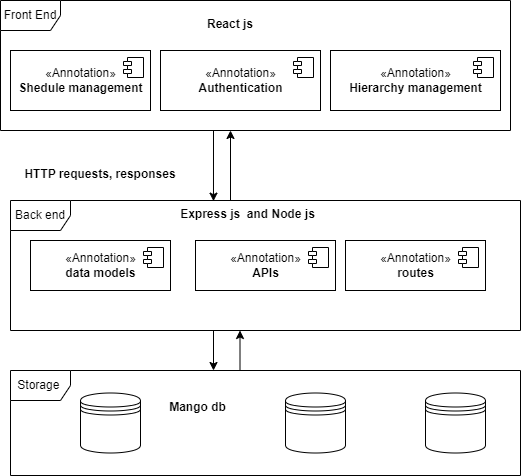 Front End
React js
«Annotation»
Shedule management
«Annotation»
Authentication
«Annotation»
Hierarchy management
HTTP requests, responses
Back end
Express js and Node js
«Annotation»
data models
«Annotation»
APIs
«Annotation»
routes
Storage
Mango db